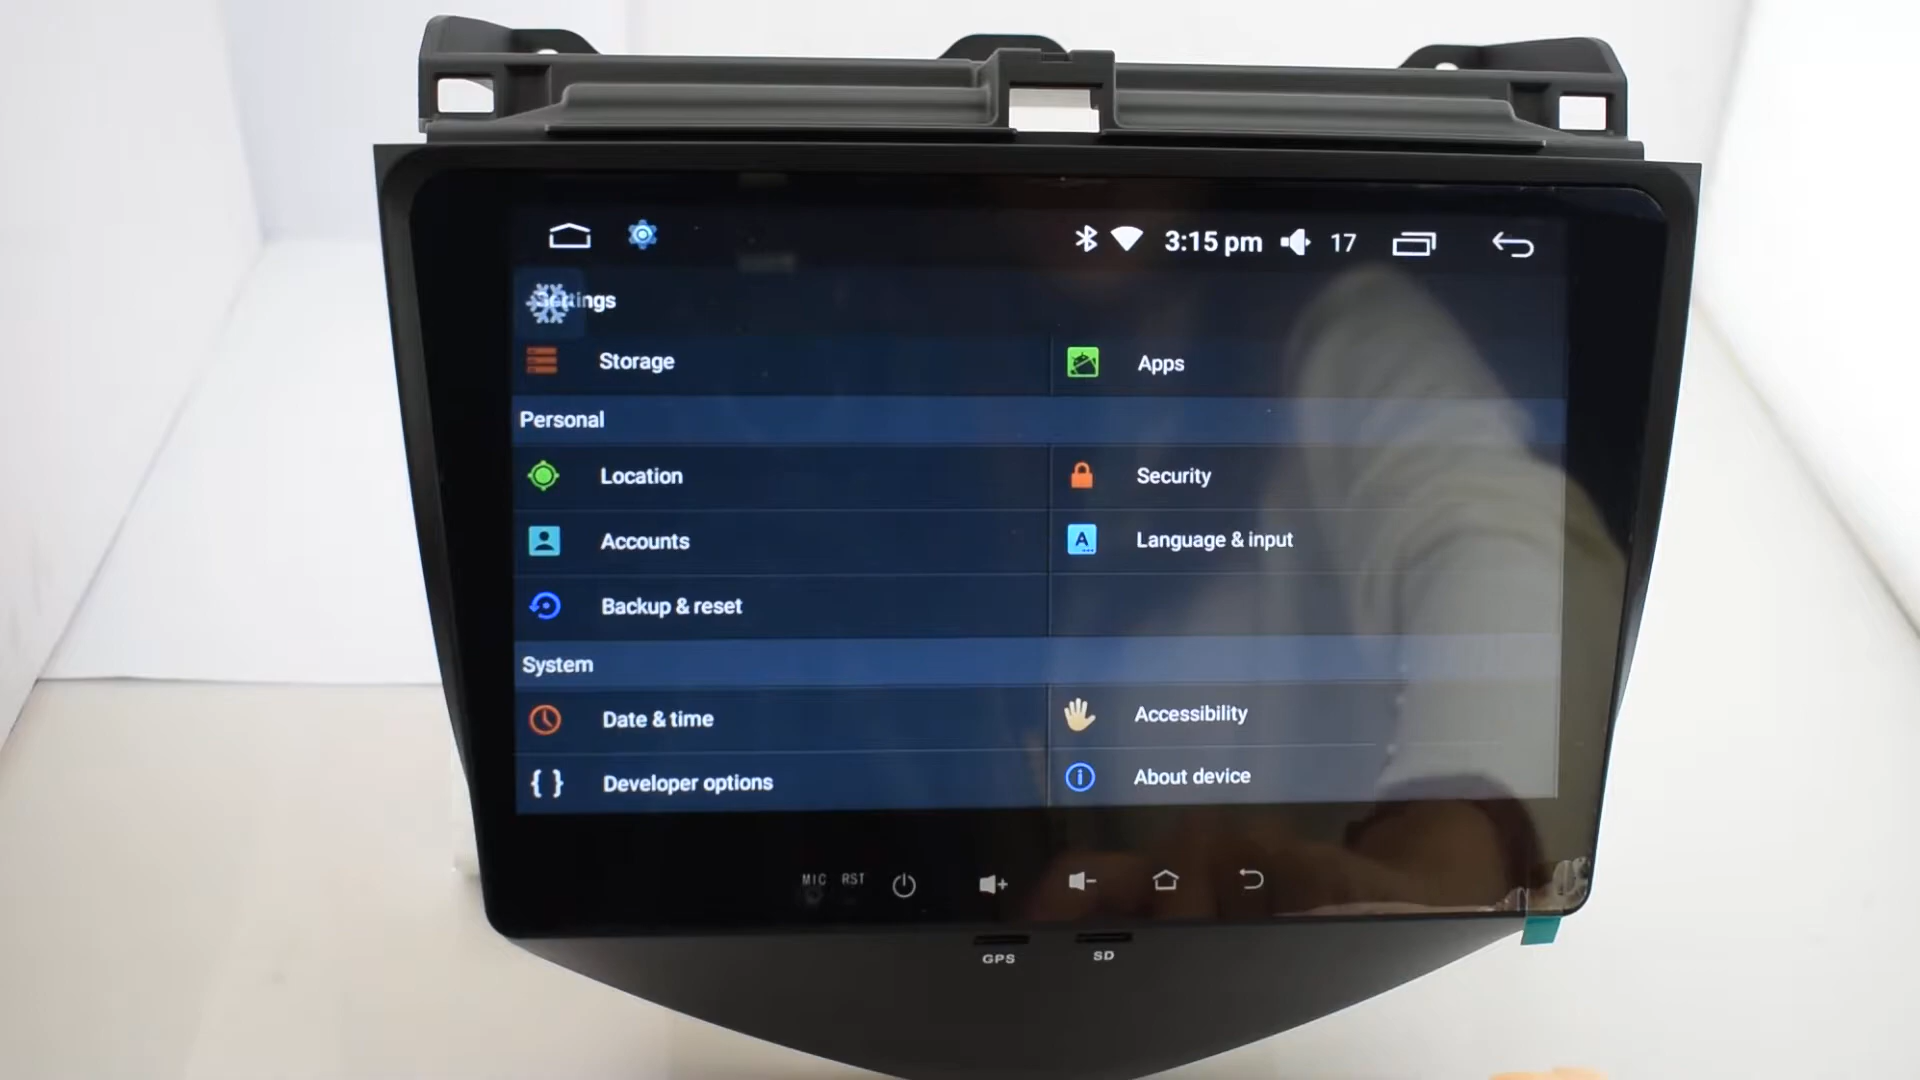 3:15 pm 17
Settings
Storage Apps
Personal
Location Security
Accounts A Language & input
Backup & reset
System
Date & time Accessibility
{ } Developer options i About device
MIC RST
GPS SD